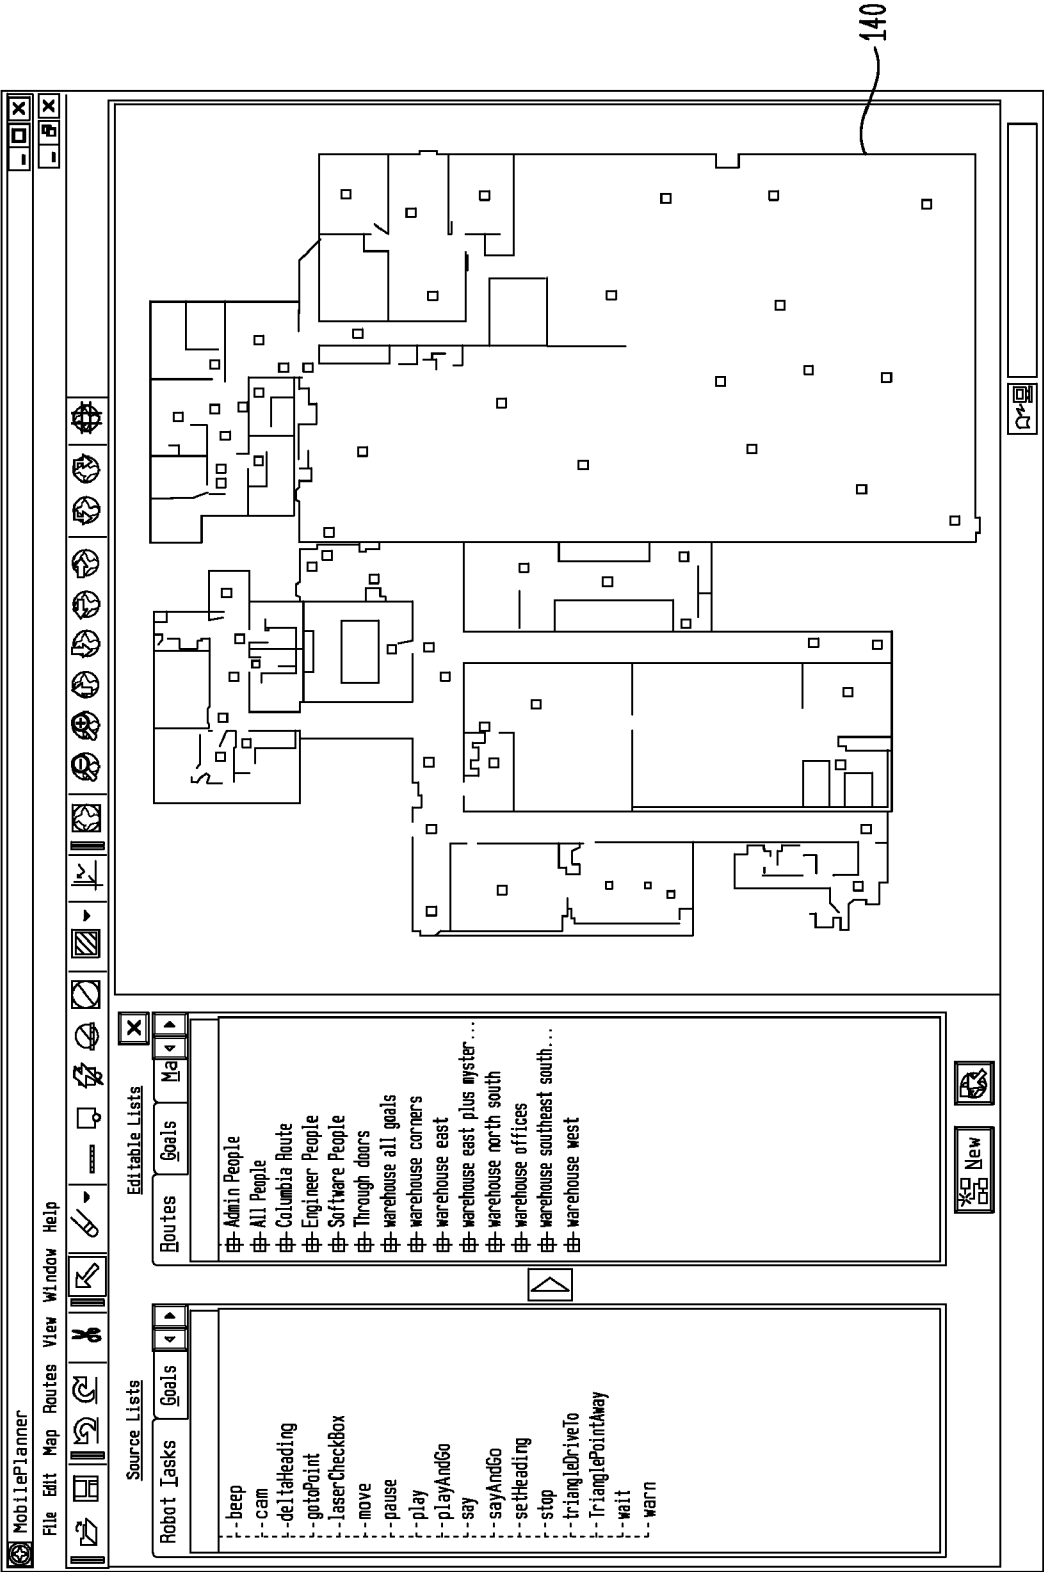 MobilePlanner
File Edit Map Routes View Window Help
Source Lists
Robot Tasks Goals
beep
cam
deltaHeading
gotoPoint
laserCheckBox
move
pause
play
playAndGo
say
sayAndGo
setHeading
stop
triangleDriveTo
TrianglePointAway
wait
warn
Editable Lists
Routes Goals Ma
Admin People
All People
Columbia Route
Engineer People
Software People
Through doors
warehouse all goals
warehouse corners
warehouse east
warehouse east plus myster...
warehouse north south
warehouse offices
warehouse southeast south...
warehouse west
New
140